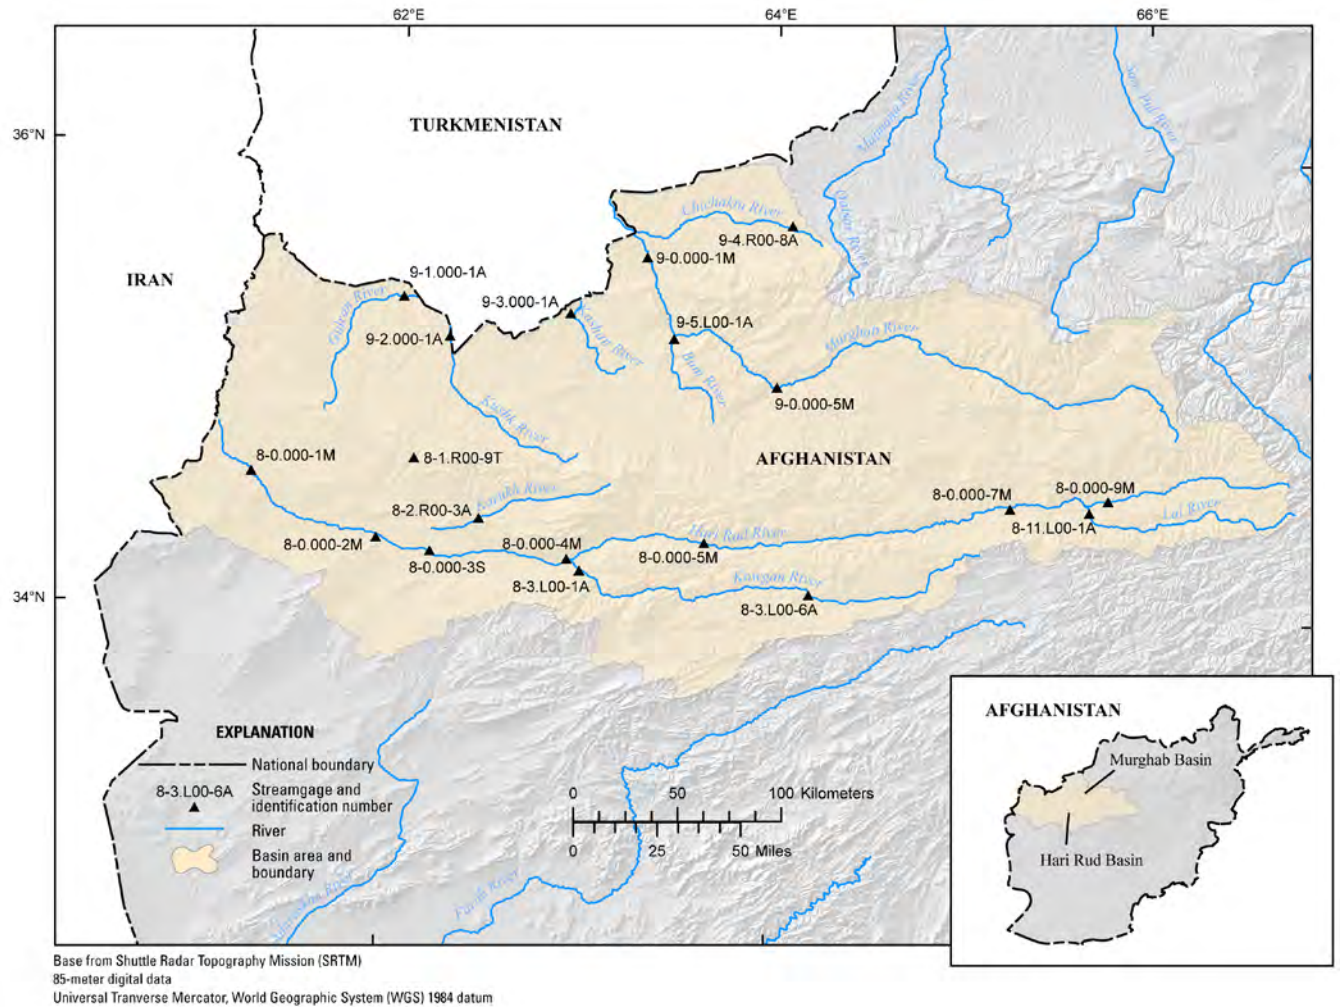 62°E
64°E
66°E
36°N
TURKMENISTAN
Maimana River
Chichaktu River
9-4.R00-8A
Qaisar River
9-0.000-1M
IRAN
9-1.000-1A
9-3.000-1A
Kashan River
9-2.000-1A
9-5.L00-1A
Murghab River
Bum River
9-0.000-5M
Kushk River
8-0.000-1M
8-1.R00-9T
AFGHANISTAN
8-2.R00-3A
Karukh River
8-0.000-7M
8-0.000-9M
Lal River
8-11.L00-1A
8-0.000-2M
8-0.000-3S
8-0.000-4M
Hari Rud River
8-0.000-5M
8-3.L00-1A
Kawgan River
8-3.L00-6A
34°N
EXPLANATION
National boundary
8-3.L00-6A
Streamgage and
identification number
River
Basin area and
boundary
0 50 100 Kilometers
0 25 50 Miles
Farah River
AFGHANISTAN
Murghab Basin
Hari Rud Basin
Base from Shuttle Radar Topography Mission (SRTM)
85-meter digital data
Universal Tranverse Mercator, World Geographic System (WGS) 1984 datum